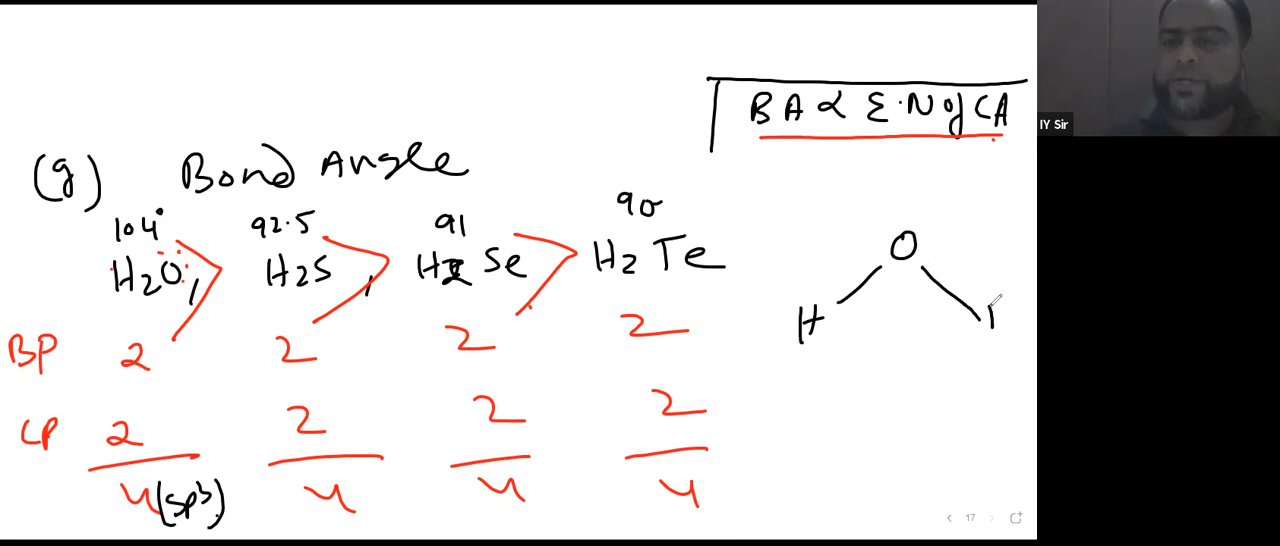 BA ∝ E.N of CA
IY Sir
(g) Bond Angle
104° 92.5 91 90
H2O, H2S, H2Se H2Te
O
H
BP 2 2 2 2
LP 2 2 2 2
4(sp3) 4 4 4
17